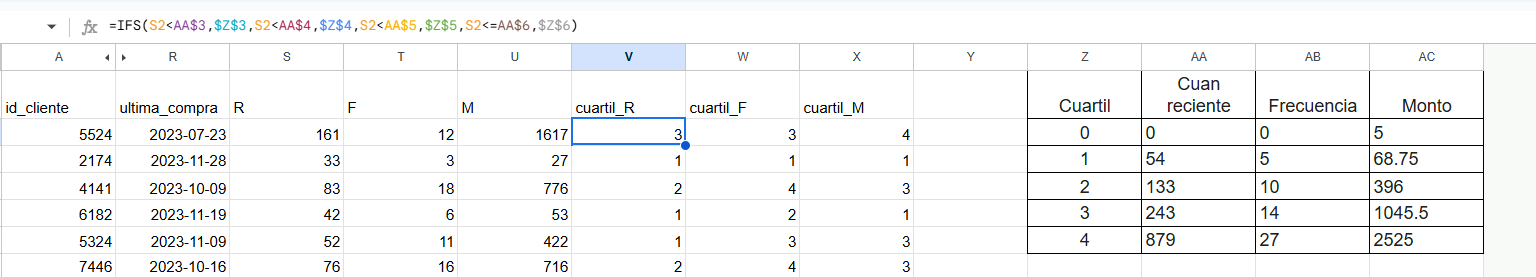 fx =IFS(S2<AA$3,$Z$3,S2<AA$4,$Z$4,S2<AA$5,$Z$5,S2<=AA$6,$Z$6)
A R S T U V W X Y Z AA AB AC
id_cliente ultima_compra R F M cuartil_R cuartil_F cuartil_M Cuartil Cuan reciente Frecuencia Monto
5524 2023-07-23 161 12 1617 3 3 4 0 0 0 5
2174 2023-11-28 33 3 27 1 1 1 1 54 5 68.75
4141 2023-10-09 83 18 776 2 4 3 2 133 10 396
6182 2023-11-19 42 6 53 1 2 1 3 243 14 1045.5
5324 2023-11-09 52 11 422 1 3 3 4 879 27 2525
7446 2023-10-16 76 16 716 2 4 3